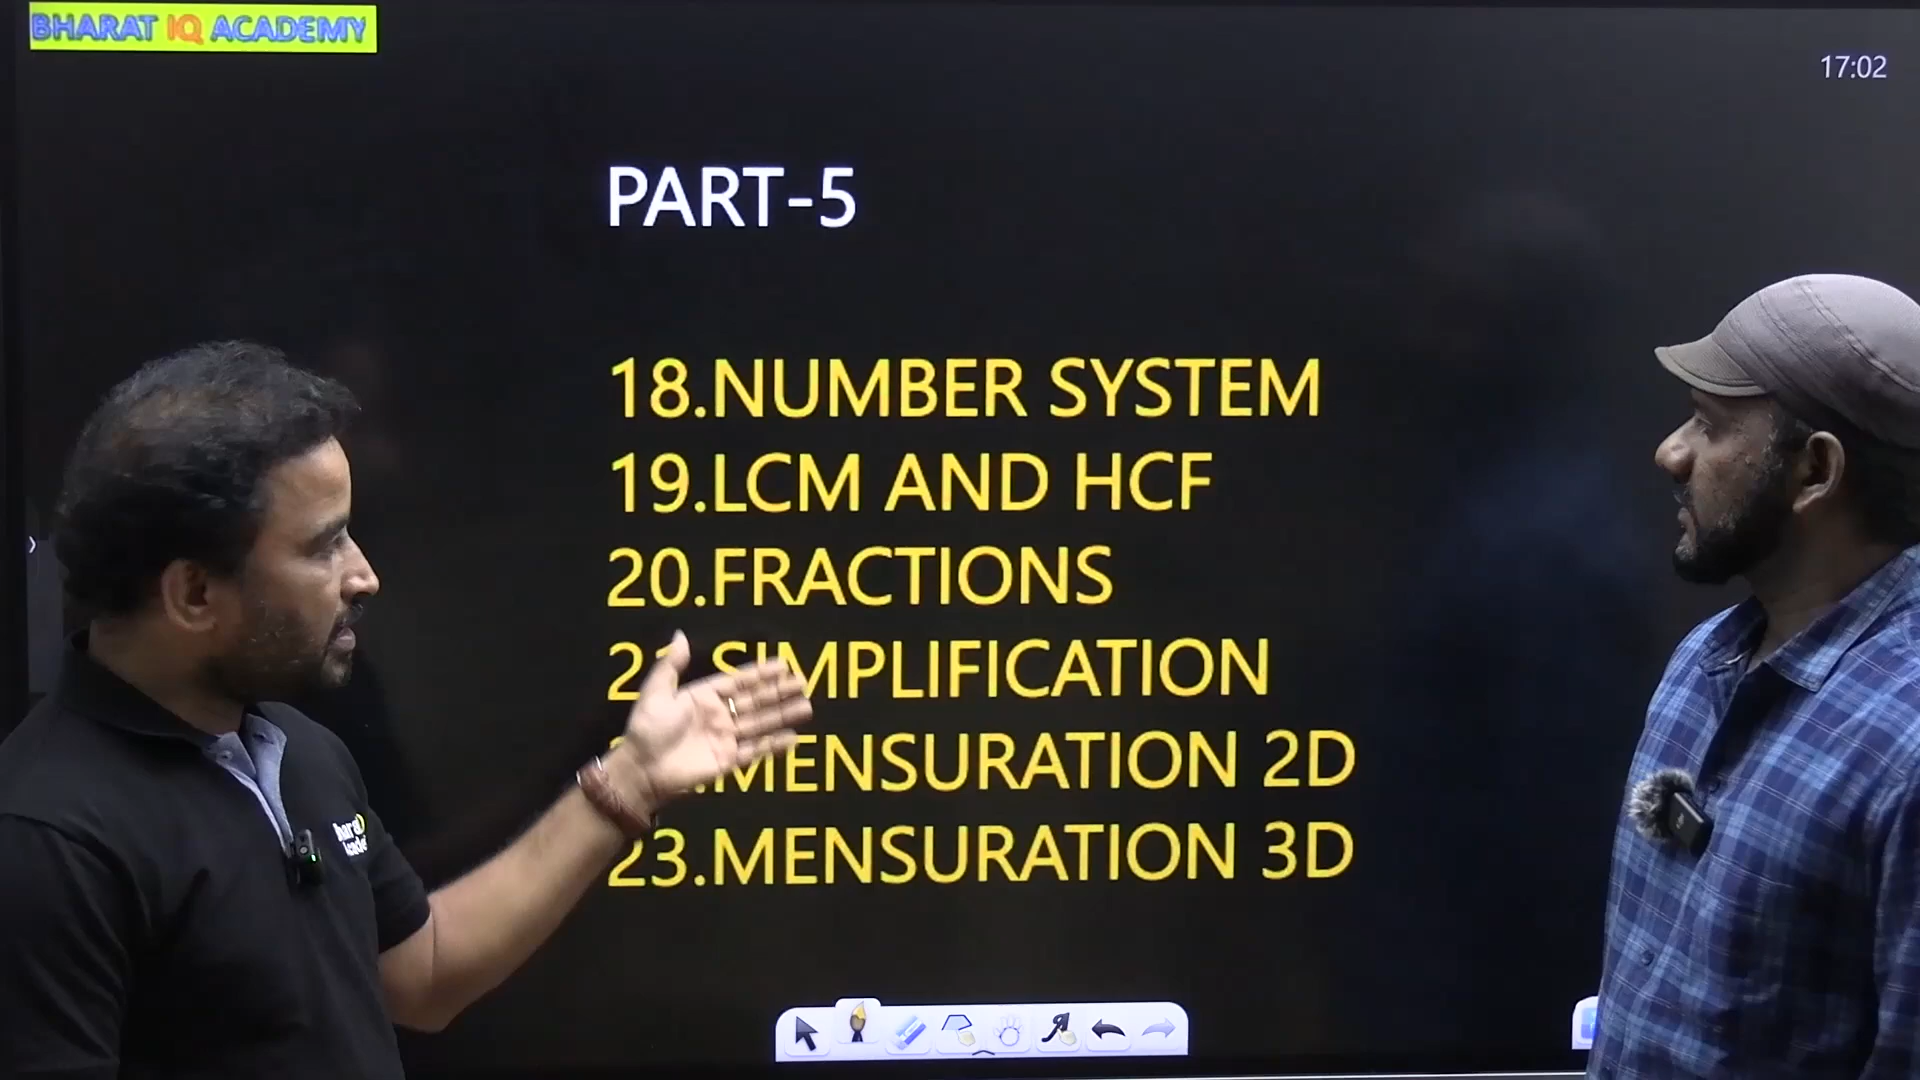 BHARAT IQ ACADEMY
17:02
PART-5
18.NUMBER SYSTEM
19.LCM AND HCF
20.FRACTIONS
21.SIMPLIFICATION
MENSURATION 2D
23.MENSURATION 3D